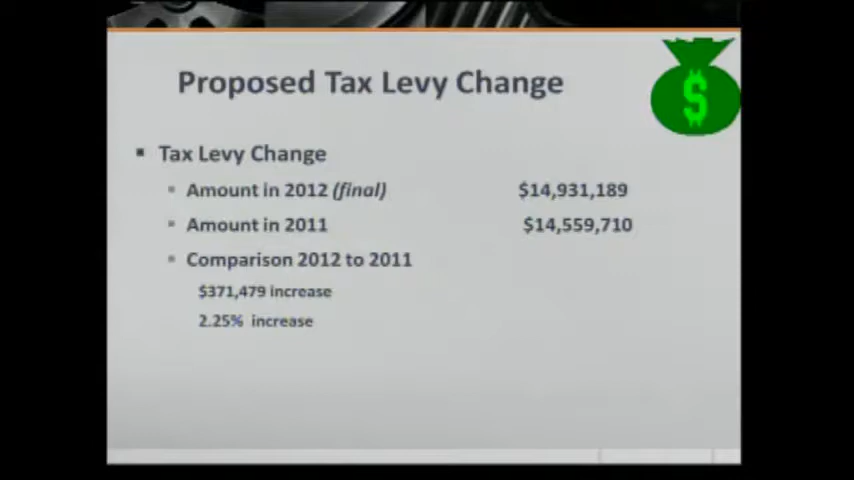 Proposed Tax Levy Change
$
▪ Tax Levy Change
▪ Amount in 2012 (final) $14,931,189
▪ Amount in 2011 $14,559,710
▪ Comparison 2012 to 2011
$371,479 increase
2.25% increase